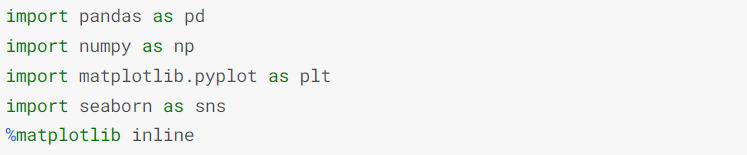 import pandas as pd
import numpy as np
import matplotlib.pyplot as plt
import seaborn as sns
%matplotlib inline